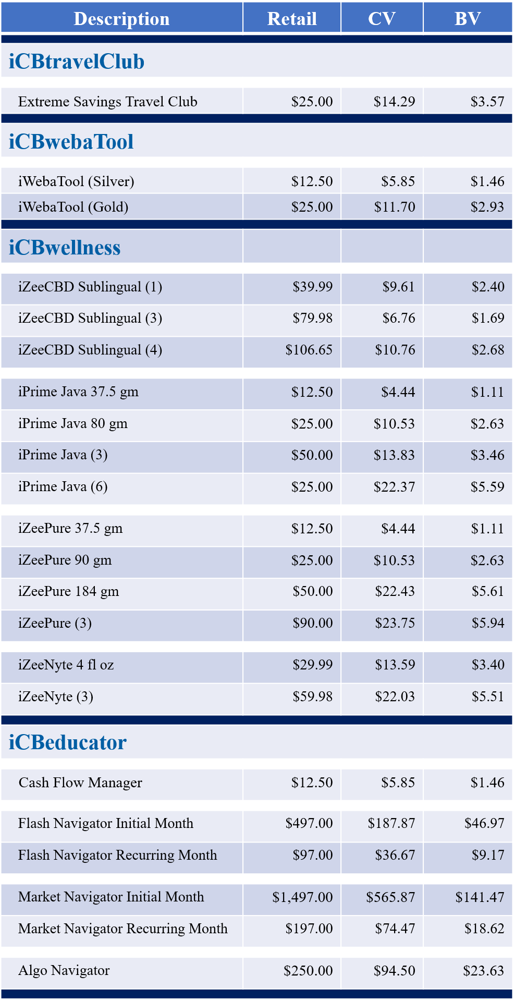 Description Retail CV BV
iCBtravelClub
Extreme Savings Travel Club $25.00 $14.29 $3.57
iCBwebaTool
iWebaTool (Silver) $12.50 $5.85 $1.46
iWebaTool (Gold) $25.00 $11.70 $2.93
iCBwellness
iZeeCBD Sublingual (1) $39.99 $9.61 $2.40
iZeeCBD Sublingual (3) $79.98 $6.76 $1.69
iZeeCBD Sublingual (4) $106.65 $10.76 $2.68
iPrime Java 37.5 gm $12.50 $4.44 $1.11
iPrime Java 80 gm $25.00 $10.53 $2.63
iPrime Java (3) $50.00 $13.83 $3.46
iPrime Java (6) $25.00 $22.37 $5.59
iZeePure 37.5 gm $12.50 $4.44 $1.11
iZeePure 90 gm $25.00 $10.53 $2.63
iZeePure 184 gm $50.00 $22.43 $5.61
iZeePure (3) $90.00 $23.75 $5.94
iZeeNyte 4 fl oz $29.99 $13.59 $3.40
iZeeNyte (3) $59.98 $22.03 $5.51
iCBeducator
Cash Flow Manager $12.50 $5.85 $1.46
Flash Navigator Initial Month $497.00 $187.87 $46.97
Flash Navigator Recurring Month $97.00 $36.67 $9.17
Market Navigator Initial Month $1,497.00 $565.87 $141.47
Market Navigator Recurring Month $197.00 $74.47 $18.62
Algo Navigator $250.00 $94.50 $23.63